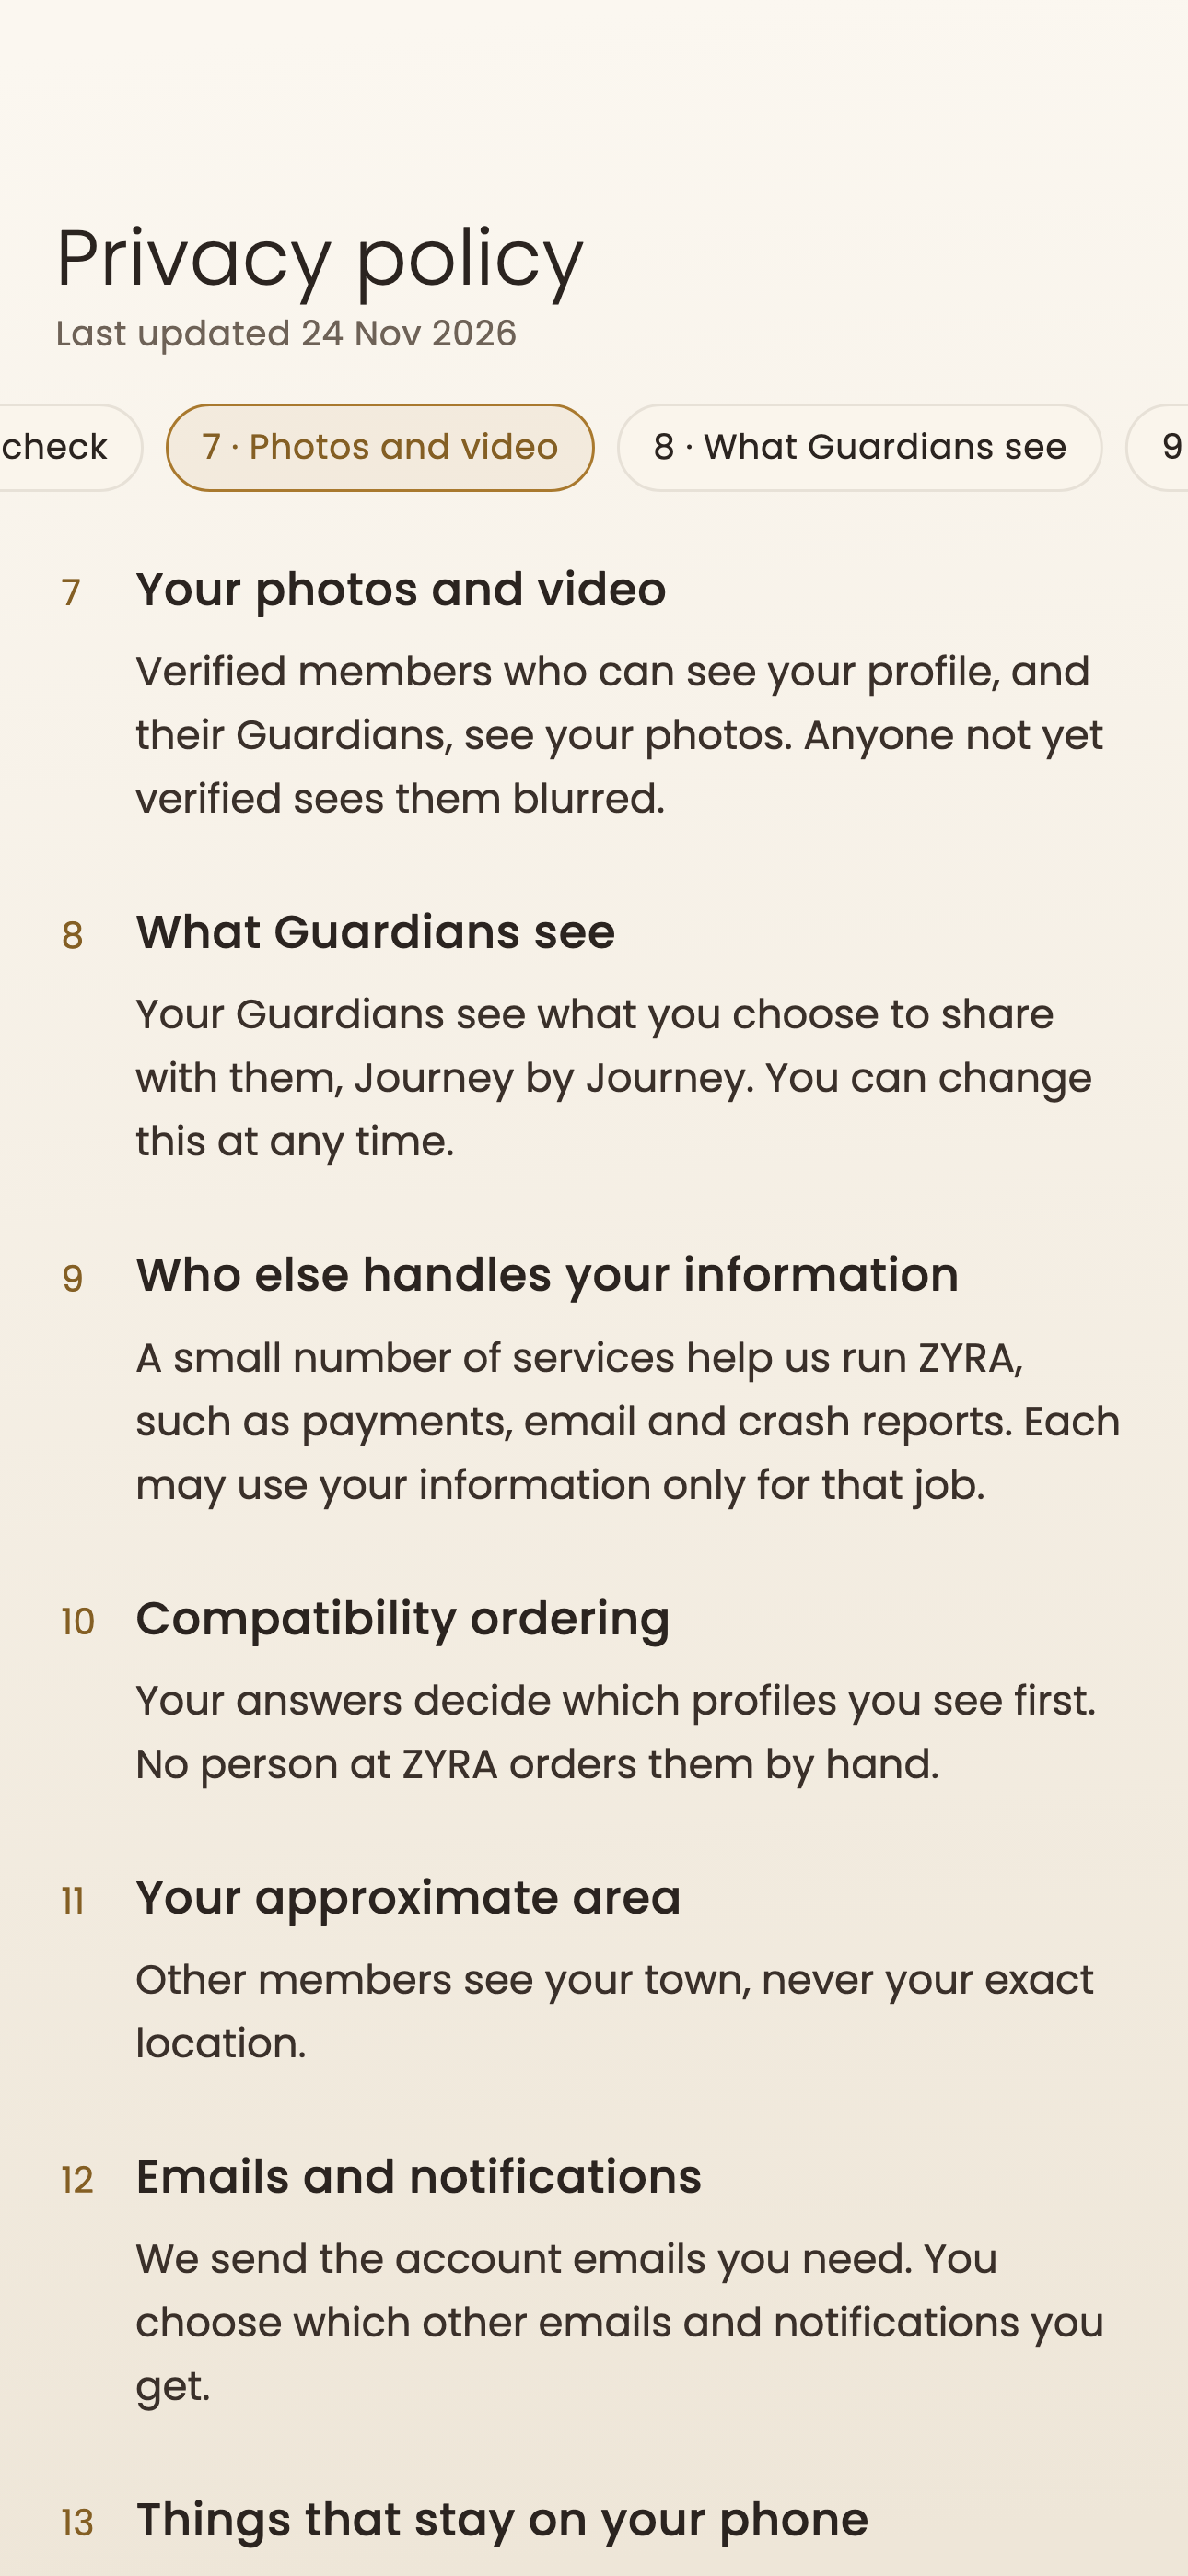 Privacy policy
Last updated 24 Nov 2026
check
7 · Photos and video
8 · What Guardians see
9
7 Your photos and video
Verified members who can see your profile, and
their Guardians, see your photos. Anyone not yet
verified sees them blurred.
8 What Guardians see
Your Guardians see what you choose to share
with them, Journey by Journey. You can change
this at any time.
9 Who else handles your information
A small number of services help us run ZYRA,
such as payments, email and crash reports. Each
may use your information only for that job.
10 Compatibility ordering
Your answers decide which profiles you see first.
No person at ZYRA orders them by hand.
11 Your approximate area
Other members see your town, never your exact
location.
12 Emails and notifications
We send the account emails you need. You
choose which other emails and notifications you
get.
13 Things that stay on your phone